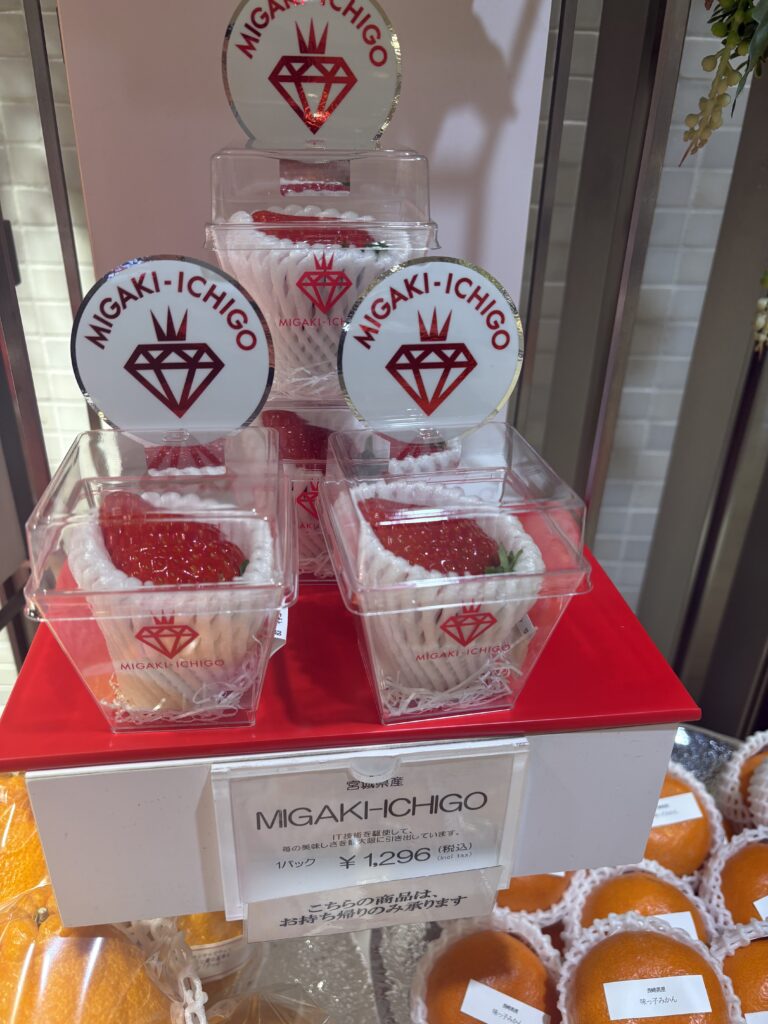 MIGAKI-ICHIGO
MIGAKI-ICHIGO
MIGAKI-ICHIGO
MIGAKI-ICHIGO
MIGAKI-ICHIGO
宮城県産
MIGAKI-ICHIGO
IT技術を駆使して、
苺の美味しさを最大限に引き出しています。
1パック ¥1,296 (税込)
(incl tax)
こちらの商品は、
お持ち帰りのみ承ります
味っ子みかん
味っ子みかん